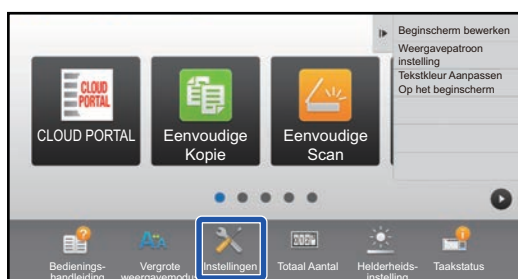 Beginscherm bewerken
Weergavepatroon
instelling
Tekstkleur Aanpassen
Op het beginscherm
CLOUD
PORTAL
CLOUD PORTAL
Eenvoudige
Kopie
Eenvoudige
Scan
Bedienings-
handleiding
Vergrote
weergavemodus
Instellingen
Totaal Aantal
Helderheids-
instelling
Taakstatus